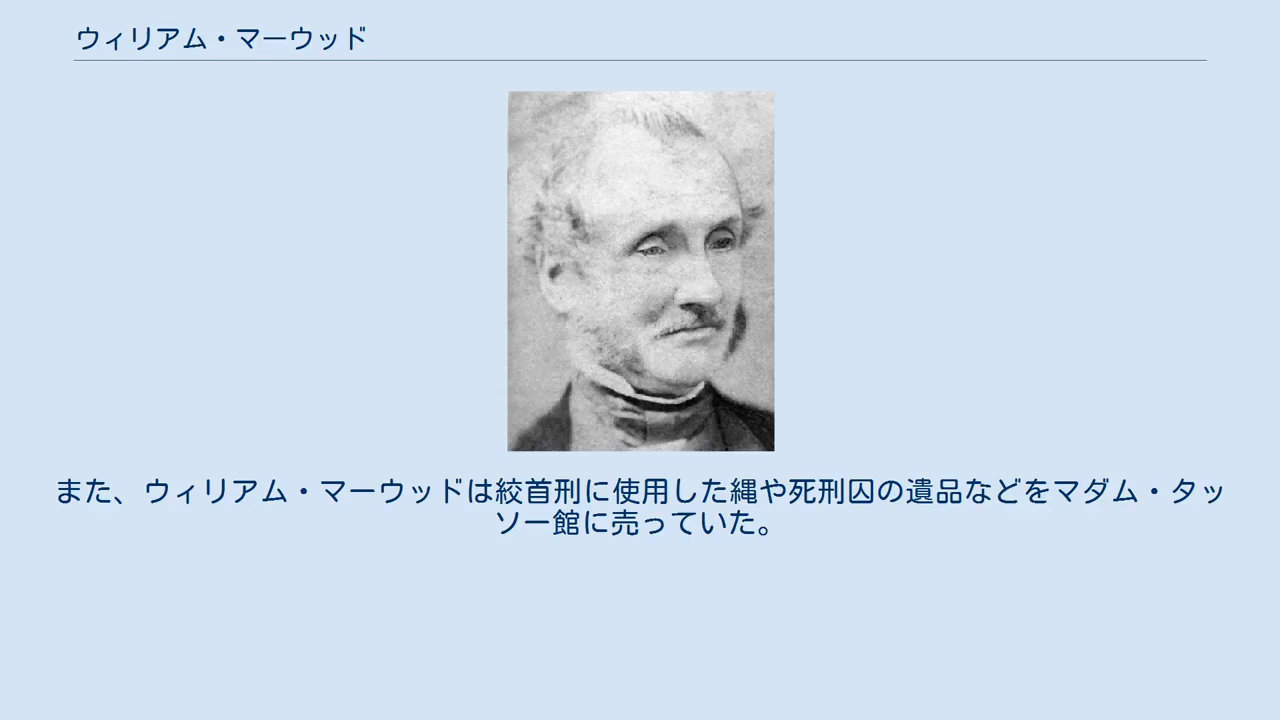 ウィリアム・マーウッド
また、ウィリアム・マーウッドは絞首刑に使用した縄や死刑囚の遺品などをマダム・タッ
ソー館に売っていた。